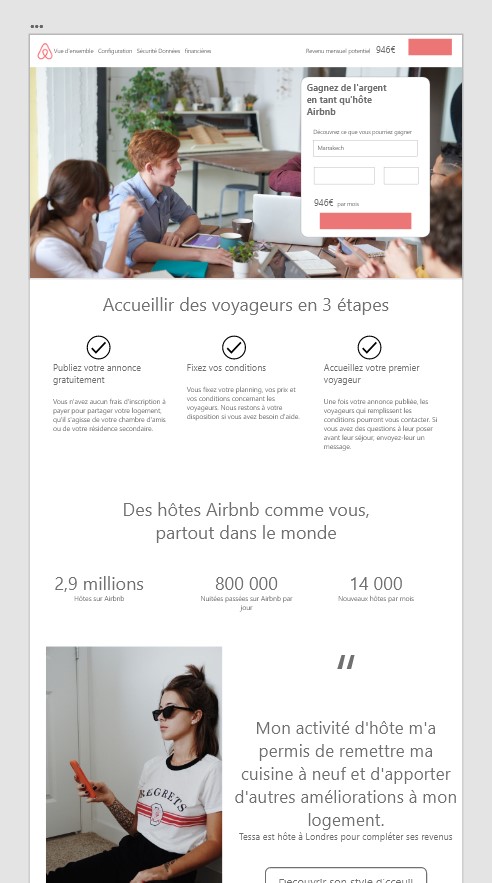 Vue d'ensemble Configuration Sécurité Données financières
Revenu mensuel potentiel 946€
Gagnez de l'argent
en tant qu'hôte
Airbnb
Découvrez ce que vous pourriez gagner
Marrakech
946€ par mois
Accueillir des voyageurs en 3 étapes
Publiez votre annonce
gratuitement
Vous n'avez aucun frais d'inscription à
payer pour partager votre logement,
qu'il s'agisse de votre chambre d'amis
ou de votre résidence secondaire.
Fixez vos conditions
Vous fixez votre planning, vos prix et
vos conditions concernant les
voyageurs. Nous restons à votre
disposition si vous avez besoin d'aide.
Accueillez votre premier
voyageur
Une fois votre annonce publiée, les
voyageurs qui remplissent les
conditions pourront vous contacter. Si
vous avez des questions à leur poser
avant leur séjour, envoyez-leur un
message.
Des hôtes Airbnb comme vous,
partout dans le monde
2,9 millions
Hôtes sur Airbnb
800 000
Nuitées passées sur Airbnb par
jour
14 000
Nouveaux hôtes par mois
REGRETS
"
Mon activité d'hôte m'a
permis de remettre ma
cuisine à neuf et d'apporter
d'autres améliorations à mon
logement.
Tessa est hôte à Londres pour compléter ses revenus